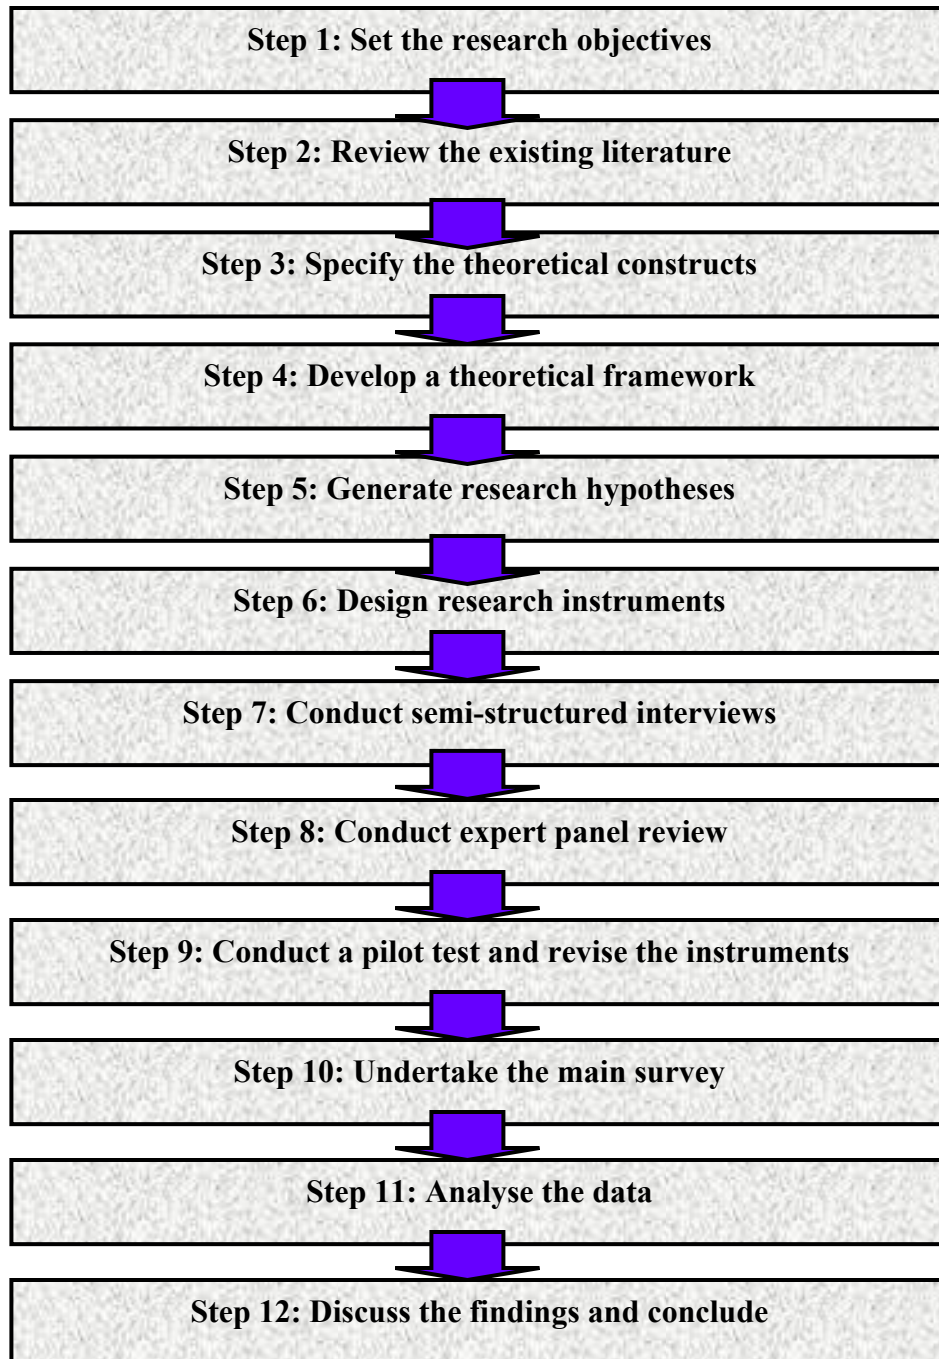 Step 1: Set the research objectives
Step 2: Review the existing literature
Step 3: Specify the theoretical constructs
Step 4: Develop a theoretical framework
Step 5: Generate research hypotheses
Step 6: Design research instruments
Step 7: Conduct semi-structured interviews
Step 8: Conduct expert panel review
Step 9: Conduct a pilot test and revise the instruments
Step 10: Undertake the main survey
Step 11: Analyse the data
Step 12: Discuss the findings and conclude